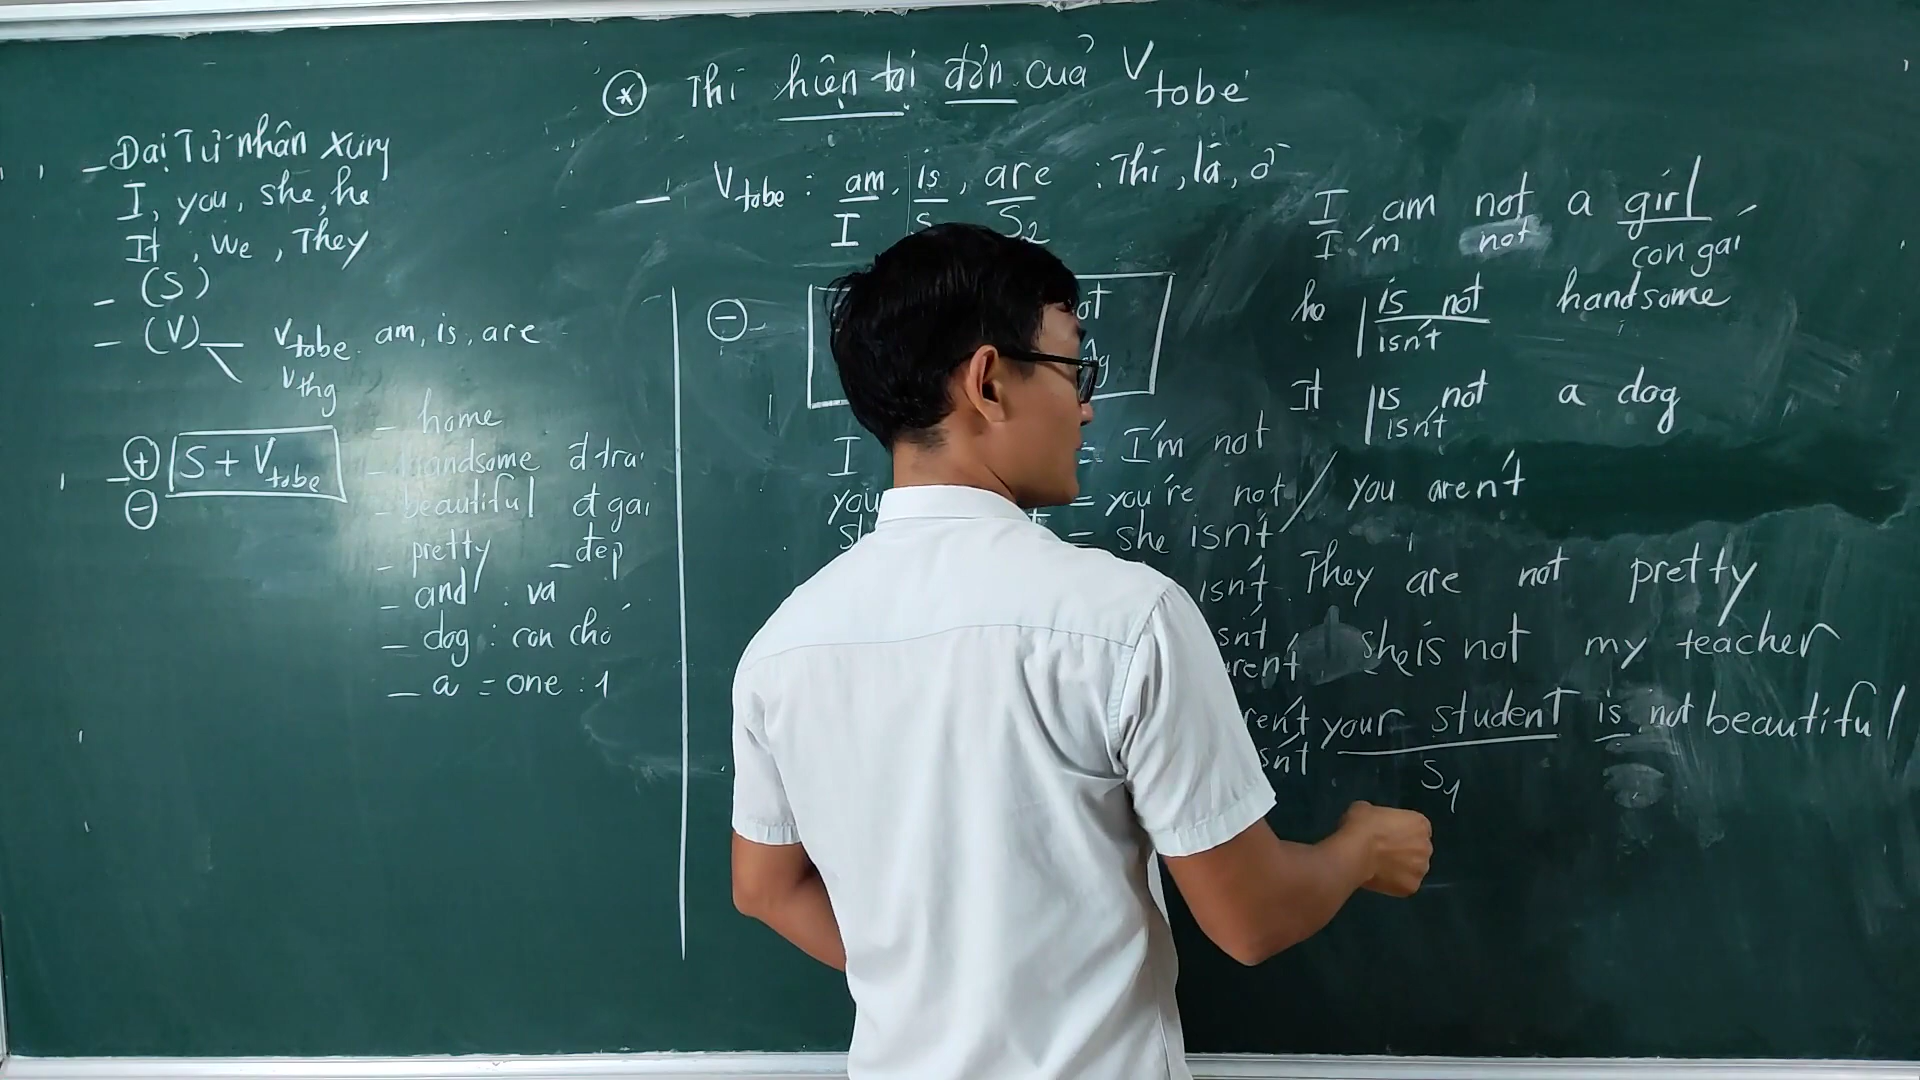 Thì hiện tại đơn của V tobe
- Đại Từ nhân xưng
I, you, she, he
It, we, They
- (S)
- (V) Vtobe am, is, are
Vthg
+ S + Vtobe
-
- home
- handsome đ trai
- beautiful đ gái
- pretty _ đẹp
- and : và
- dog : con chó
- a = one : 1
- Vtobe : am, is, are : Thì, là, ở
I S S2
-
I = I'm not
you = you're not / you aren't
= she isn't
isn't
I am not a girl
I'm not con gái
he is not handsome
isn't
It is not a dog
isn't
They are not pretty
she is not my teacher
your student is not beautiful
S1